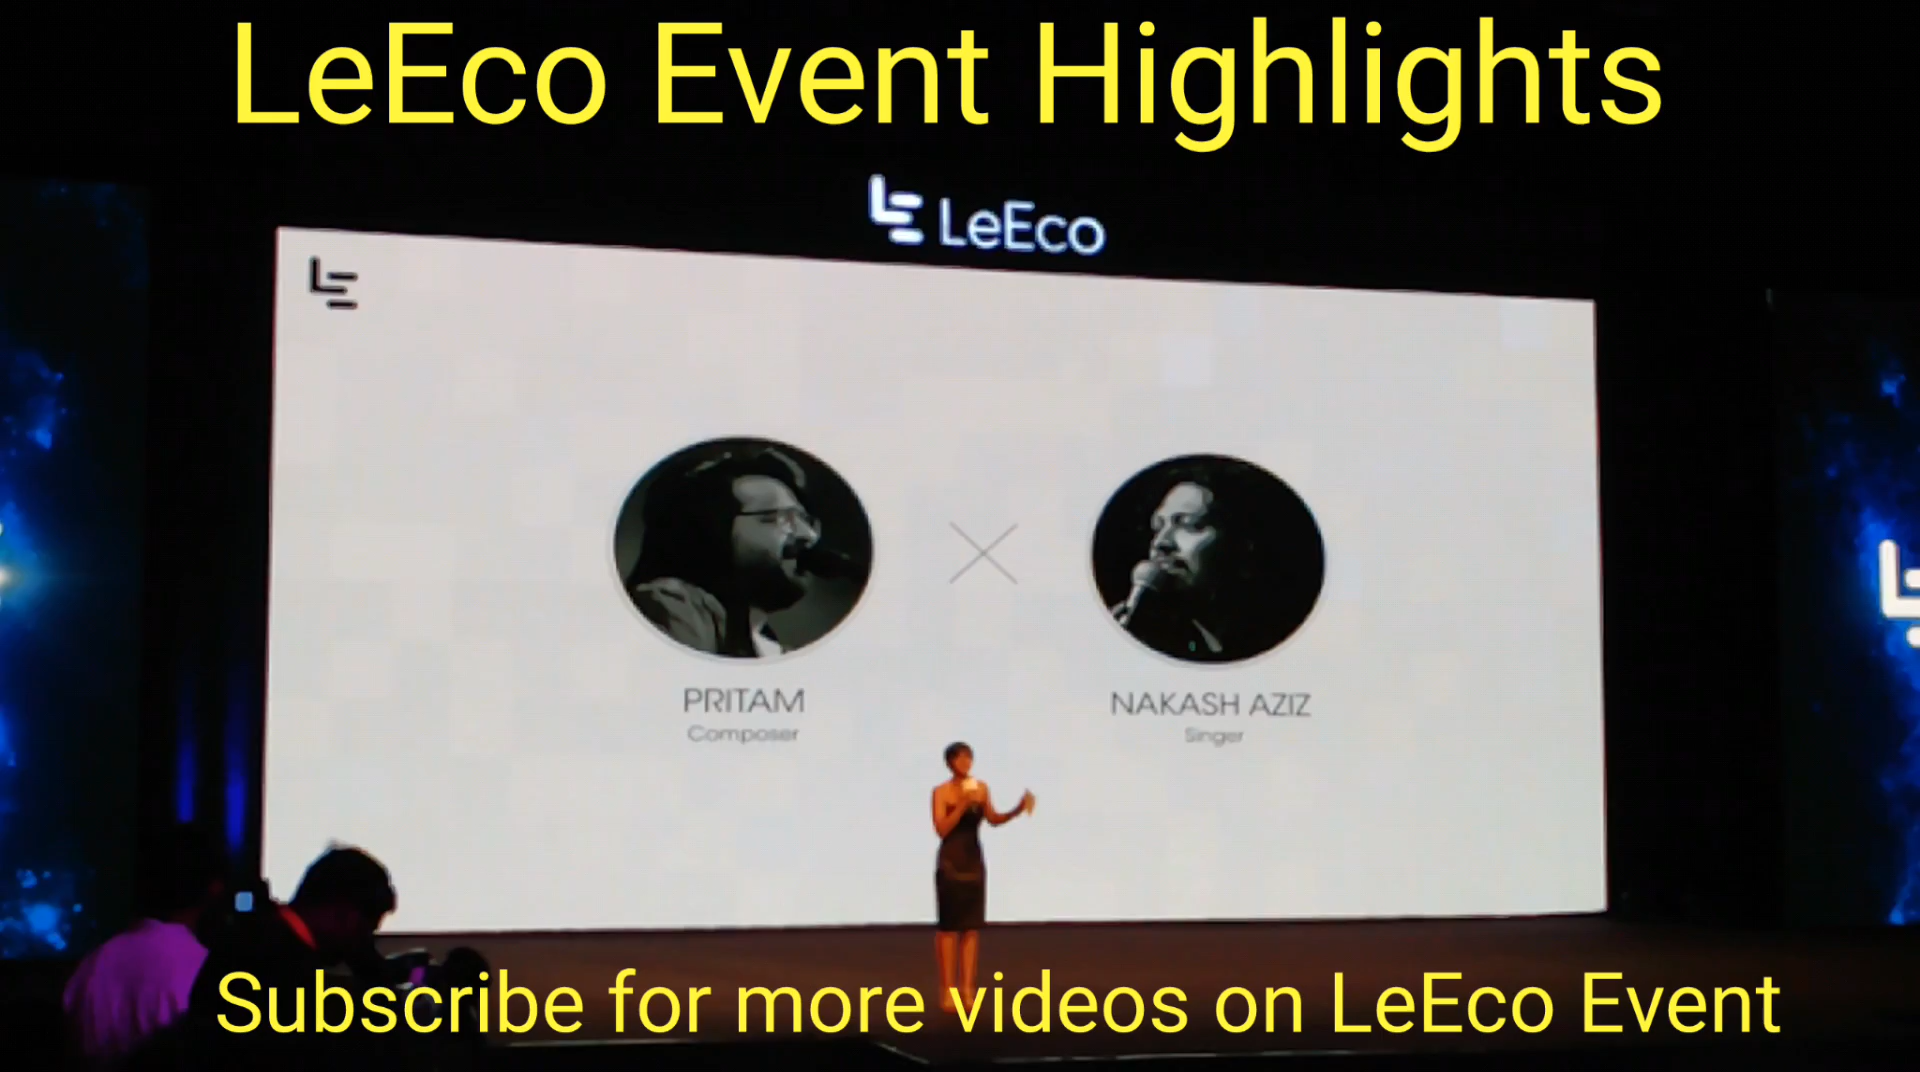 LeEco Event Highlights
LeEco
PRITAM
Composer
NAKASH AZIZ
Singer
Subscribe for more videos on LeEco Event